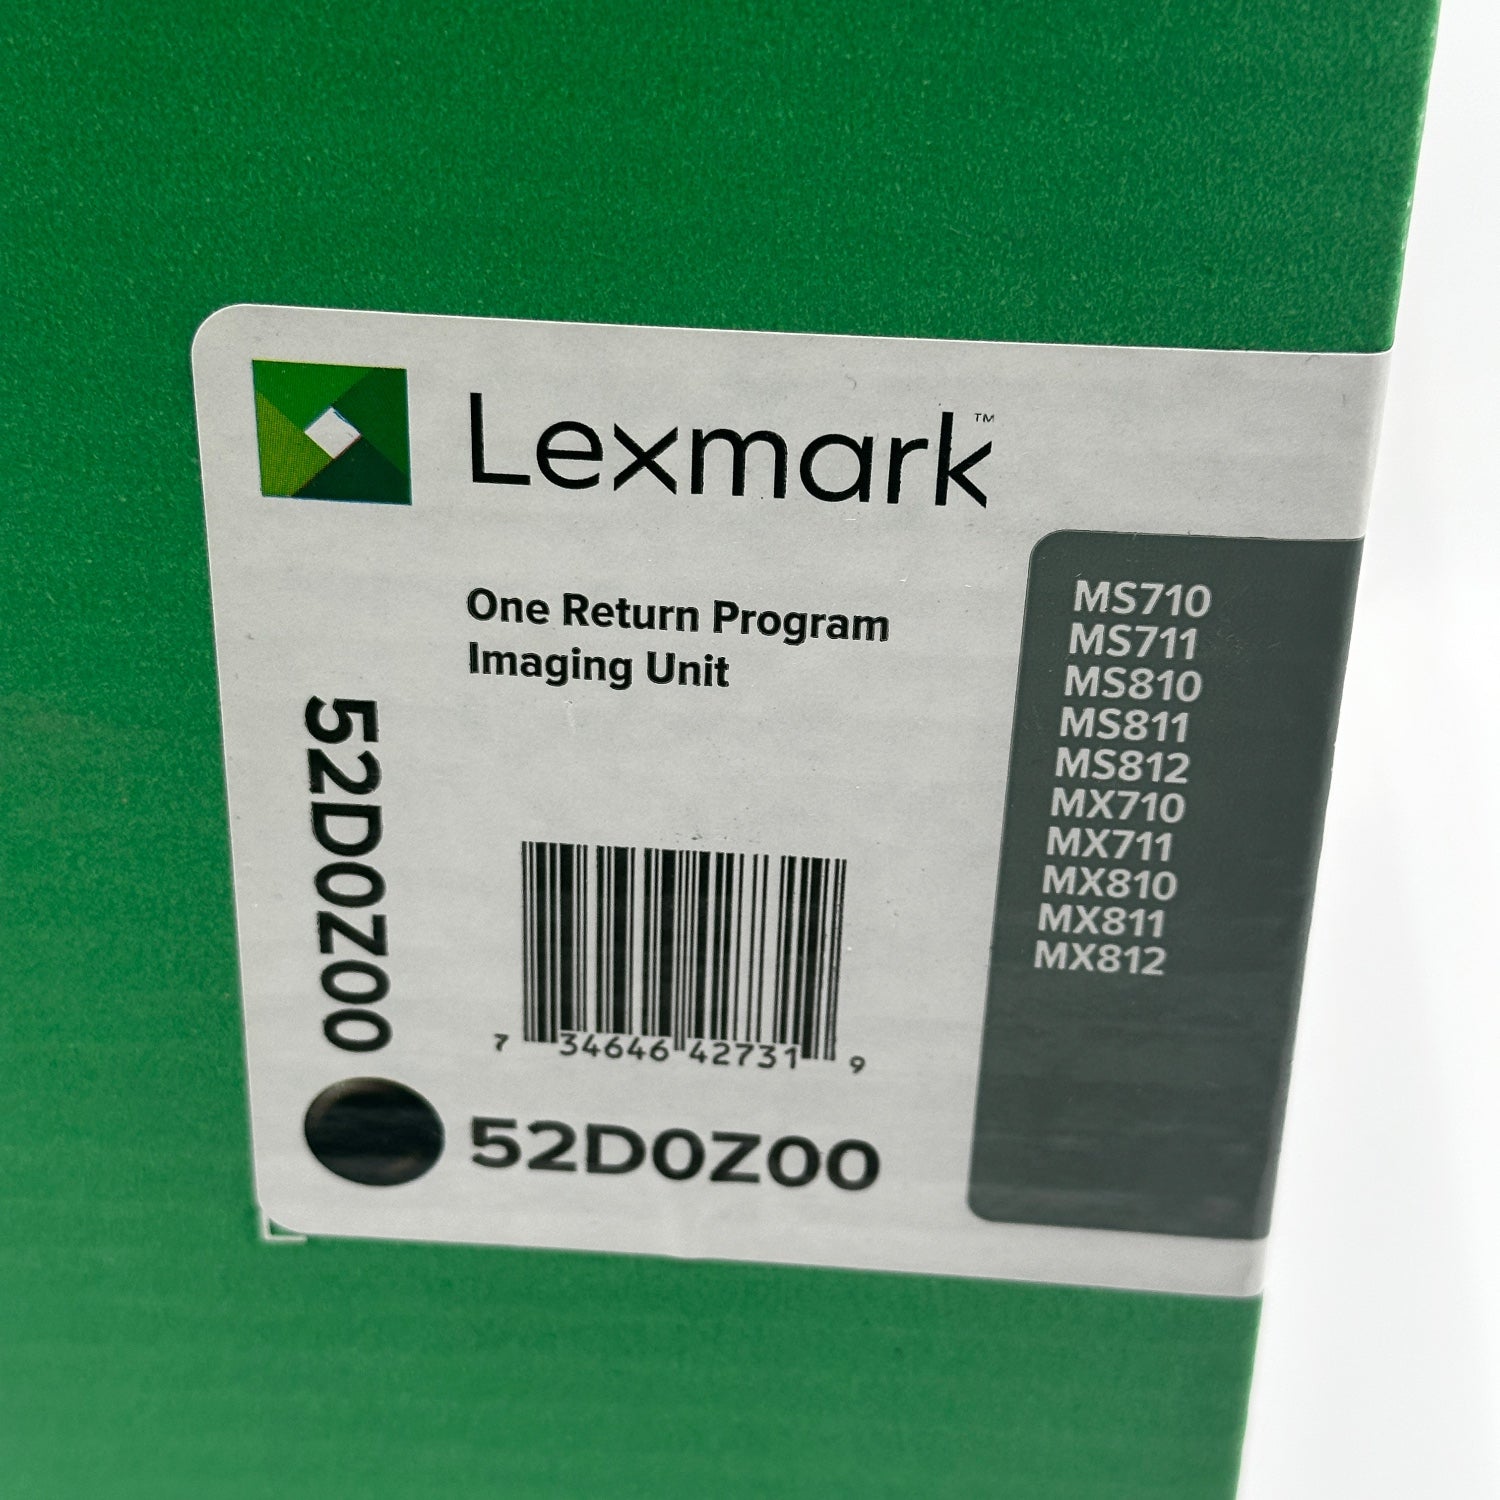 Lexmark™
One Return Program
Imaging Unit
52D0Z00
7 34646 42731 9
52D0Z00
MS710
MS711
MS810
MS811
MS812
MX710
MX711
MX810
MX811
MX812